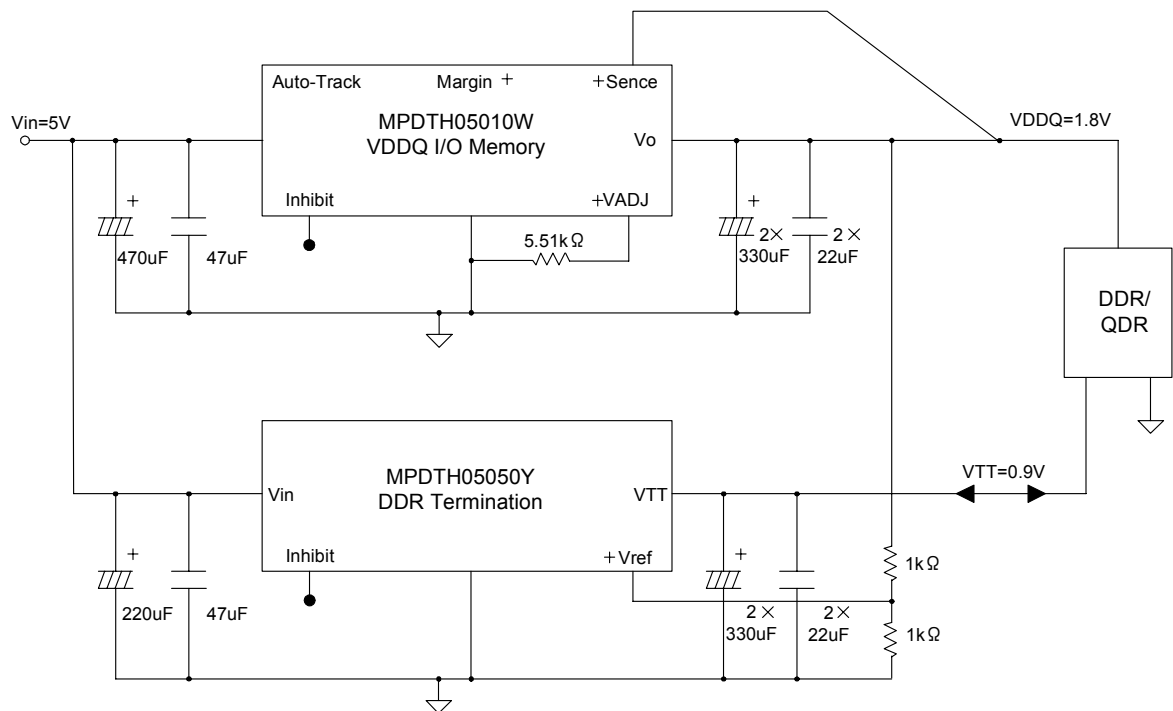 Auto-Track Margin + +Sence
MPDTH05010W
VDDQ I/O Memory
Vin=5V
VDDQ=1.8V
Vo
Inhibit
+VADJ
+
470uF
47uF
5.51kΩ
+
2×
330uF
2×
22uF
DDR/
QDR
MPDTH05050Y
DDR Termination
Vin
VTT
VTT=0.9V
Inhibit
+Vref
+
220uF
47uF
+
2×
330uF
2×
22uF
1kΩ
1kΩ